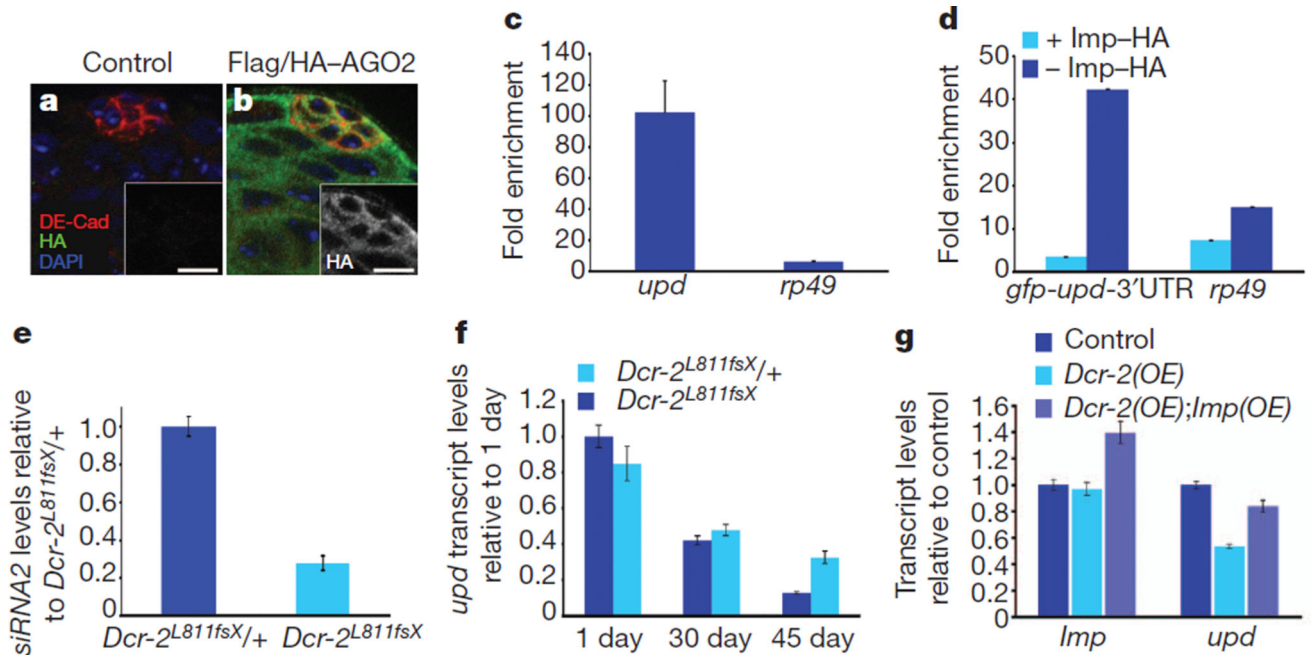 Control
Flag/HA–AGO2
a
b
DE-Cad
HA
DAPI
HA
c
Fold enrichment
140
120
100
80
60
40
20
0
upd
rp49
d
+ Imp–HA
– Imp–HA
Fold enrichment
50
40
30
20
10
0
gfp-upd-3′UTR
rp49
e
siRNA2 levels relative
to Dcr-2L811fsX/+
1.0
0.8
0.6
0.4
0.2
0
Dcr-2L811fsX/+
Dcr-2L811fsX
f
Dcr-2L811fsX/+
Dcr-2L811fsX
upd transcript levels
relative to 1 day
1.2
1.0
0.8
0.6
0.4
0.2
0
1 day
30 day
45 day
g
Control
Dcr-2(OE)
Dcr-2(OE);Imp(OE)
Transcript levels
relative to control
1.6
1.4
1.2
1.0
0.8
0.6
0.4
0.2
0
Imp
upd